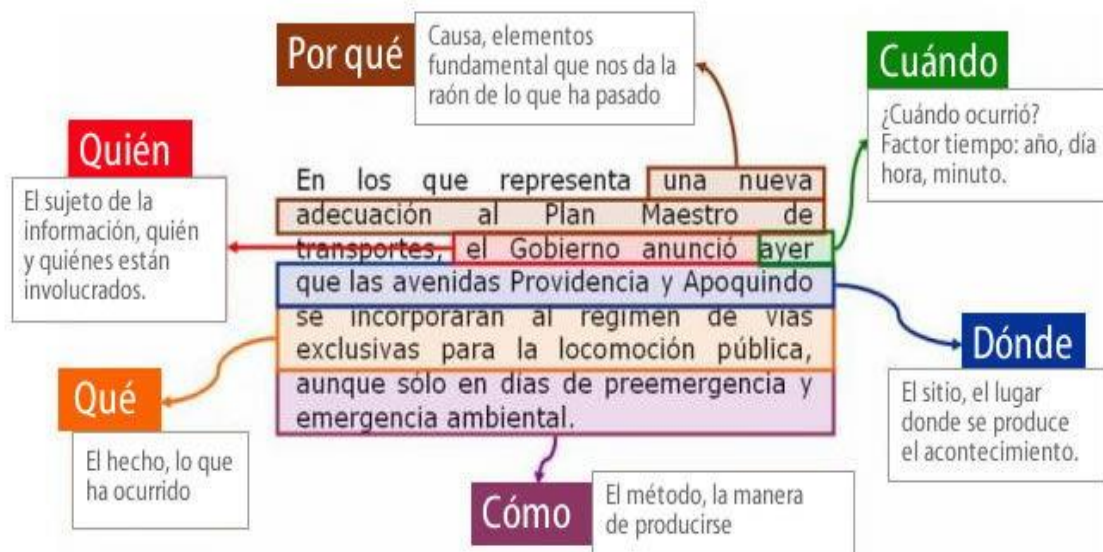 Por qué
Causa, elementos
fundamental que nos da la
raón de lo que ha pasado
Cuándo
¿Cuándo ocurrió?
Factor tiempo: año, día
hora, minuto.
Quién
El sujeto de la
información, quién
y quiénes están
involucrados.
En los que representa una nueva
adecuación al Plan Maestro de
transportes, el Gobierno anunció ayer
que las avenidas Providencia y Apoquindo
se incorporarán al régimen de vías
exclusivas para la locomoción pública,
aunque sólo en días de preemergencia y
emergencia ambiental.
Dónde
El sitio, el lugar
donde se produce
el acontecimiento.
Qué
El hecho, lo que
ha ocurrido
Cómo
El método, la manera
de producirse